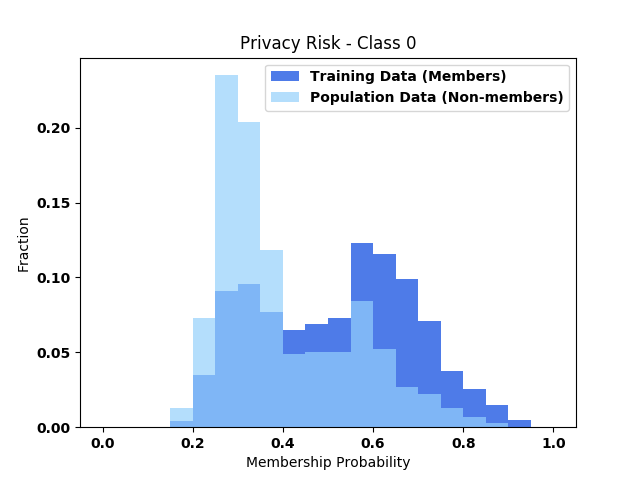 Privacy Risk - Class 0
Training Data (Members)
Population Data (Non-members)
0.20
0.15
0.10
0.05
0.00
Fraction
0.0 0.2 0.4 0.6 0.8 1.0
Membership Probability